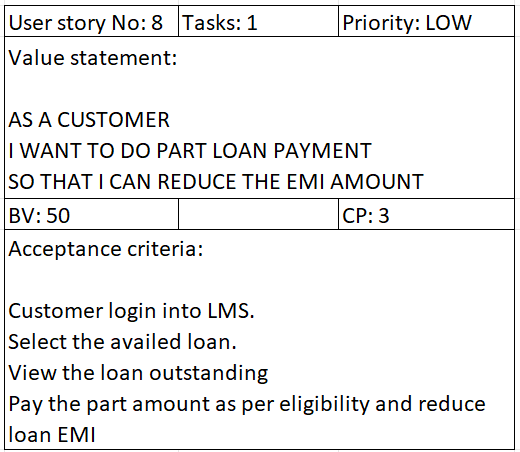 User story No: 8 Tasks: 1 Priority: LOW
Value statement:
AS A CUSTOMER
I WANT TO DO PART LOAN PAYMENT
SO THAT I CAN REDUCE THE EMI AMOUNT
BV: 50 CP: 3
Acceptance criteria:
Customer login into LMS.
Select the availed loan.
View the loan outstanding
Pay the part amount as per eligibility and reduce
loan EMI